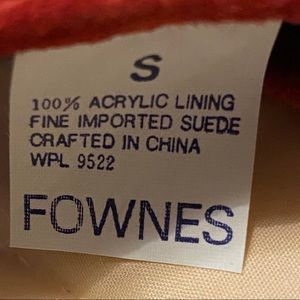 S
100% ACRYLIC LINING
FINE IMPORTED SUEDE
CRAFTED IN CHINA
WPL 9522
FOWNES